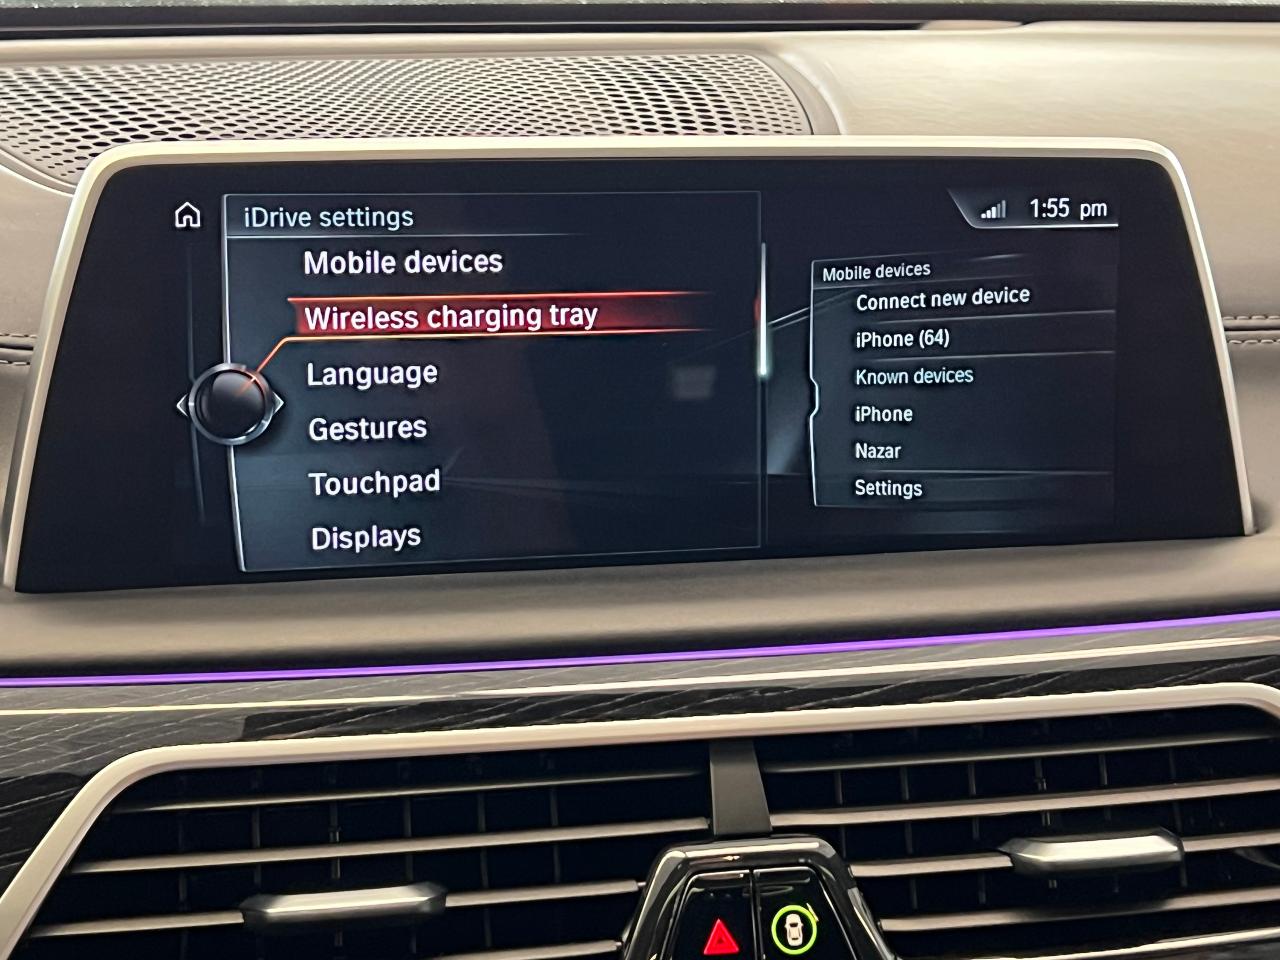 iDrive settings
Mobile devices
Wireless charging tray
Language
Gestures
Touchpad
Displays
1:55 pm
Mobile devices
Connect new device
iPhone (64)
Known devices
iPhone
Nazar
Settings